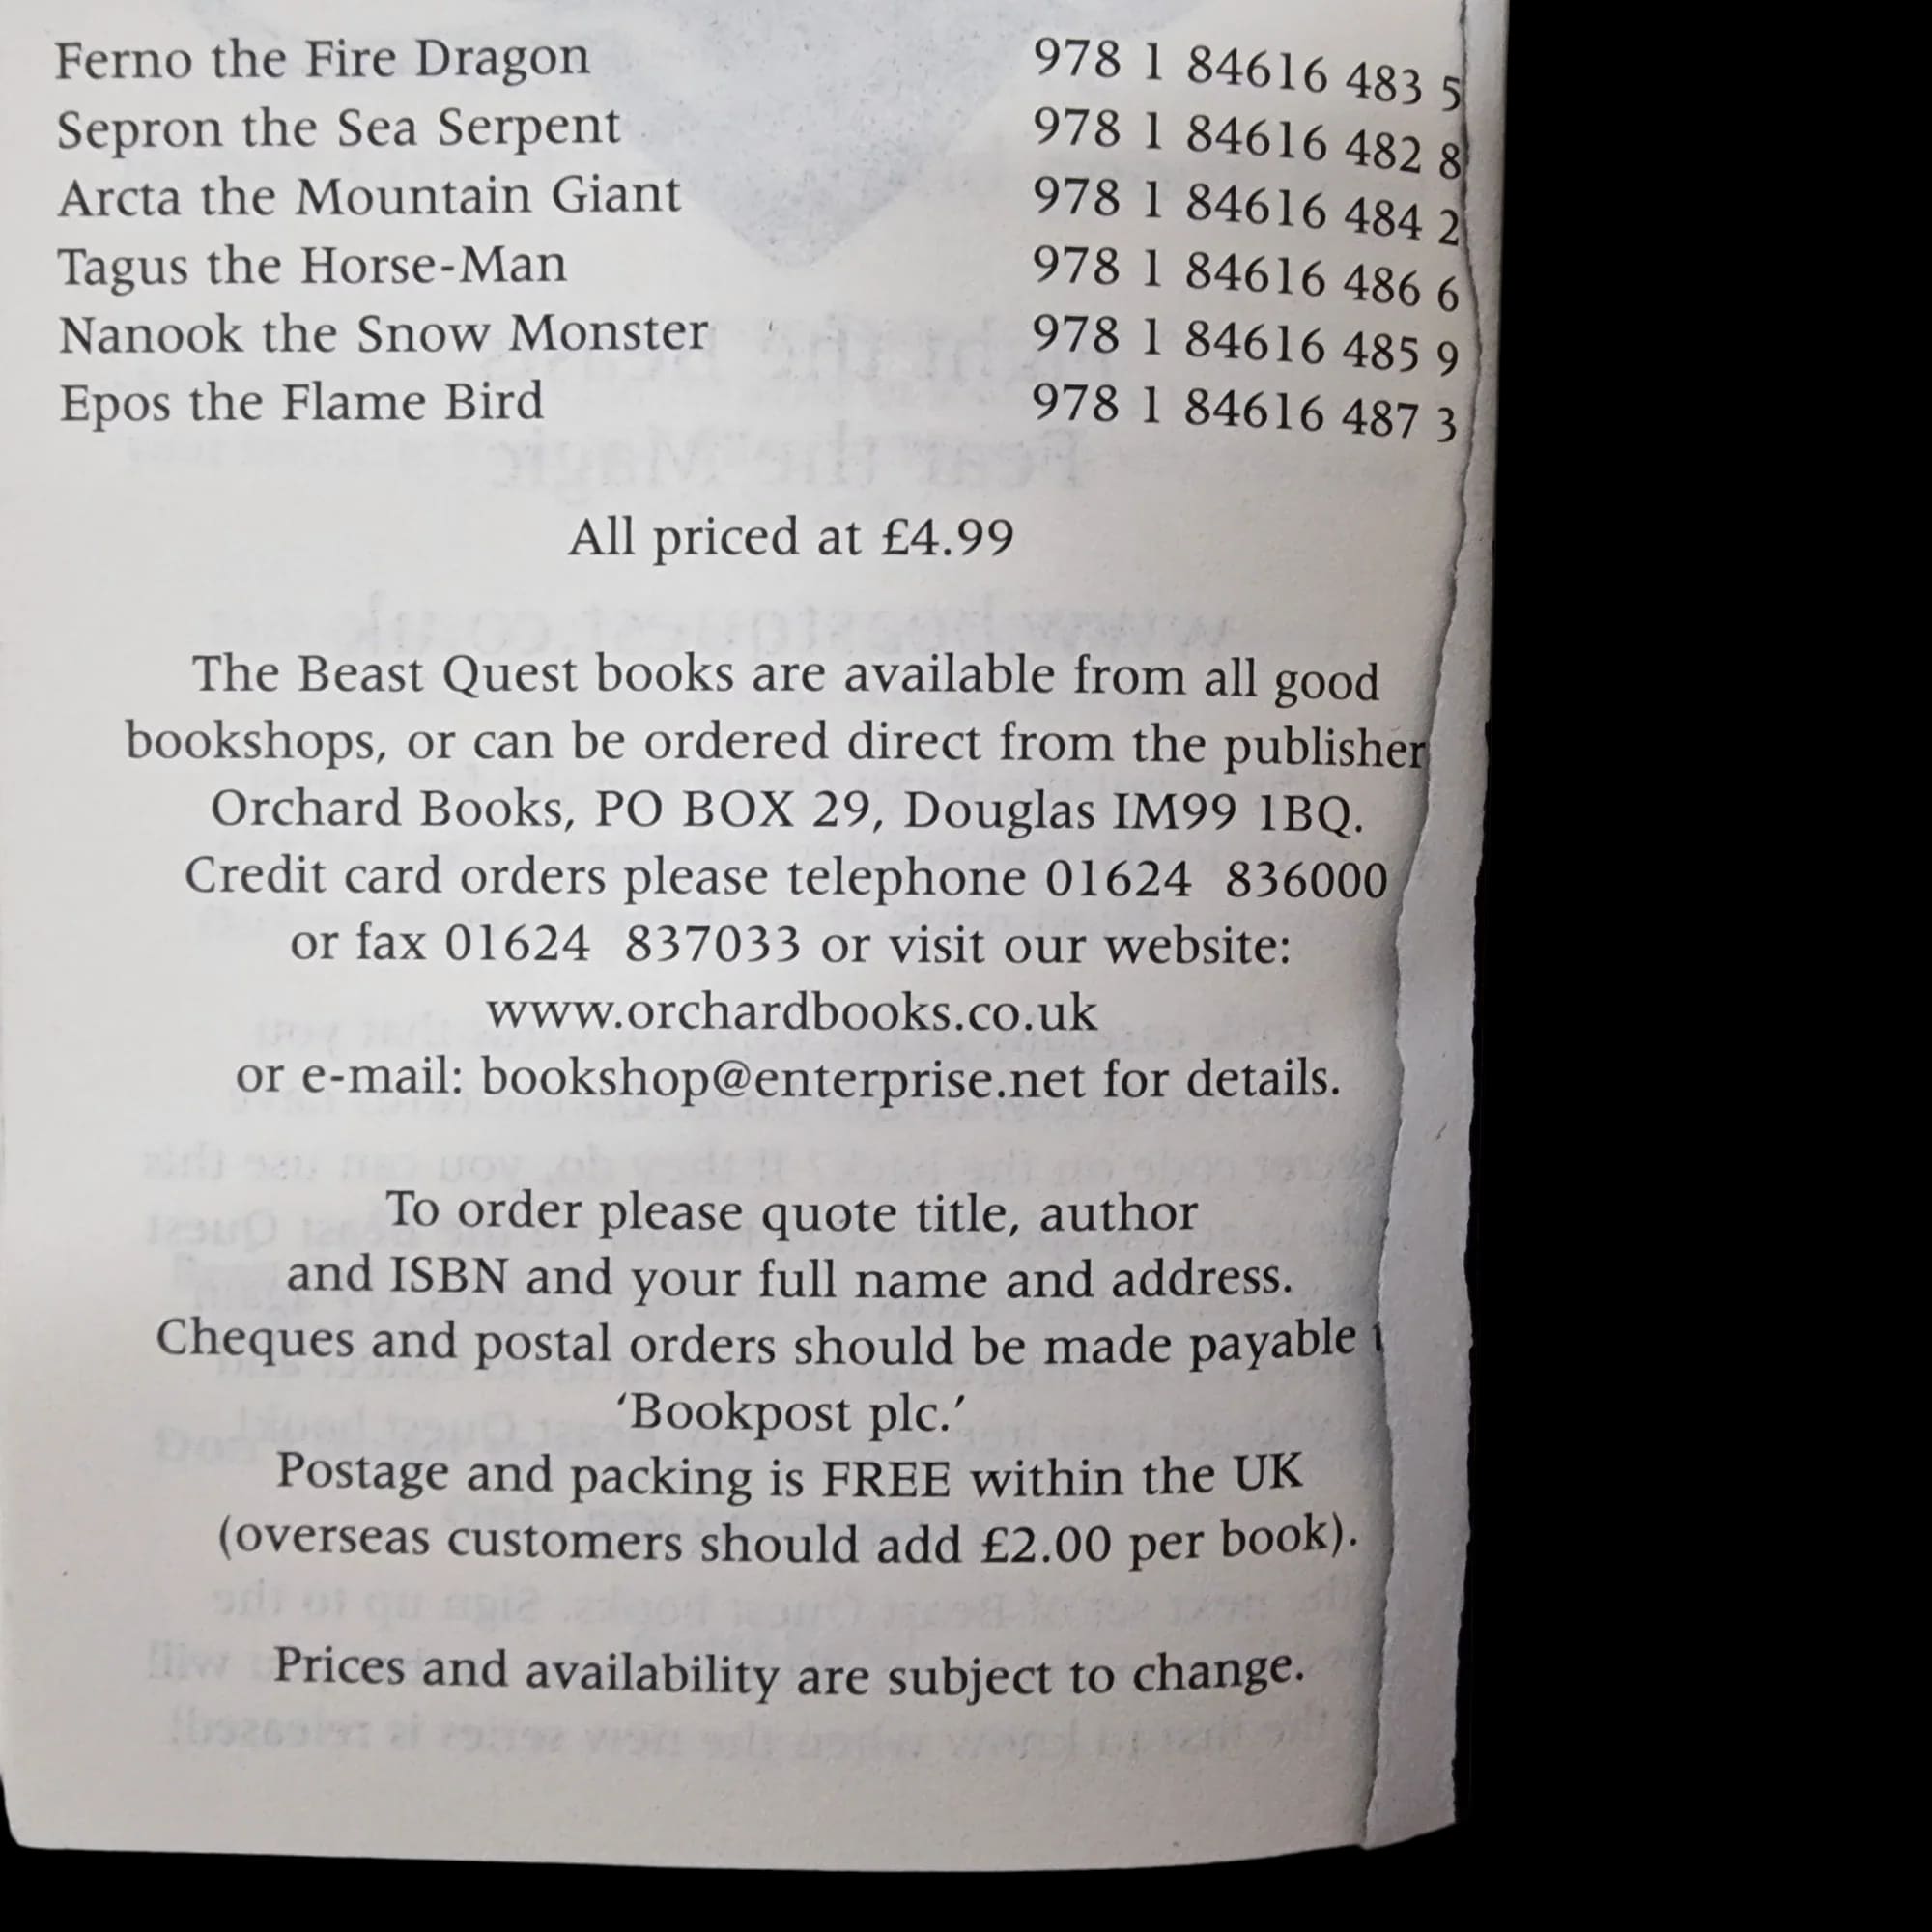 Ferno the Fire Dragon 978 1 84616 483 5
Sepron the Sea Serpent 978 1 84616 482 8
Arcta the Mountain Giant 978 1 84616 484 2
Tagus the Horse-Man 978 1 84616 486 6
Nanook the Snow Monster 978 1 84616 485 9
Epos the Flame Bird 978 1 84616 487 3
All priced at £4.99
The Beast Quest books are available from all good
bookshops, or can be ordered direct from the publisher
Orchard Books, PO BOX 29, Douglas IM99 1BQ.
Credit card orders please telephone 01624 836000
or fax 01624 837033 or visit our website:
www.orchardbooks.co.uk
or e-mail: bookshop@enterprise.net for details.
To order please quote title, author
and ISBN and your full name and address.
Cheques and postal orders should be made payable
‘Bookpost plc.’
Postage and packing is FREE within the UK
(overseas customers should add £2.00 per book).
Prices and availability are subject to change.